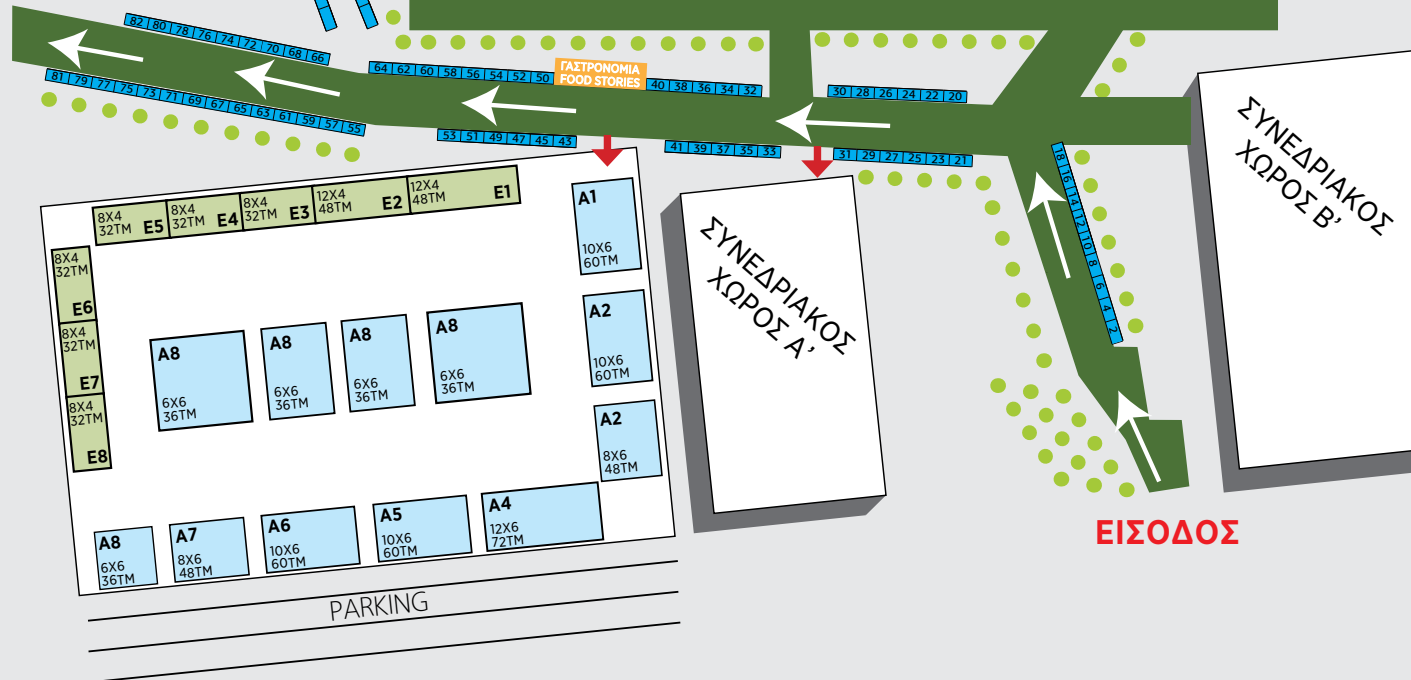 82 80 78 76 74 72 70 68 66
64 62 60 58 56 54 52 50
ΓΑΣΤΡΟΝΟΜΙΑ
FOOD STORIES
40 38 36 34 32
30 28 26 24 22 20
81 79 77 75 73 71 69 67 65 63 61 59 57 55
53 51 49 47 45 43
41 39 37 35 33
31 29 27 25 23 21
18 16 14 12 10 8 6 4 2
8X4
32TM E5
8X4
32TM E4
8X4
32TM E3
12X4
48TM E2
12X4
48TM E1
8X4
32TM
E6
8X4
32TM
E7
8X4
32TM
E8
A1
10X6
60TM
A2
10X6
60TM
A2
8X6
48TM
A8
6X6
36TM
A8
6X6
36TM
A8
6X6
36TM
A8
6X6
36TM
A8
6X6
36TM
A7
8X6
48TM
A6
10X6
60TM
A5
10X6
60TM
A4
12X6
72TM
ΣΥΝΕΔΡΙΑΚΟΣ
ΧΩΡΟΣ Α’
ΣΥΝΕΔΡΙΑΚΟΣ
ΧΩΡΟΣ Β’
ΕΙΣΟΔΟΣ
PARKING